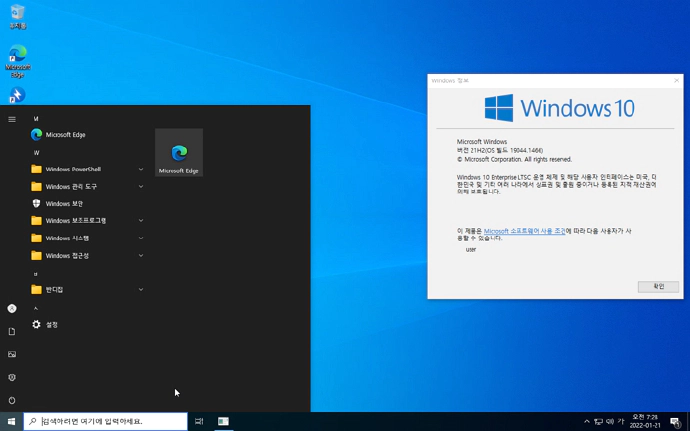 휴지통
Microsoft
Edge
M
Microsoft Edge
W
Windows PowerShell
Windows 관리 도구
Windows 보안
Windows 보조프로그램
Windows 시스템
Windows 접근성
ㅂ
반디집
ㅅ
설정
Microsoft Edge
Windows 정보
Windows 10
Microsoft Windows
버전 21H2(OS 빌드 19044.1466)
© Microsoft Corporation. All rights reserved.
Windows 10 Enterprise LTSC 운영 체제 및 해당 사용자 인터페이스는 미국, 대
한민국 및 기타 여러 나라에서 상표권 및 출원 중이거나 등록된 지적 재산권에
의해 보호됩니다.
이 제품은 Microsoft 소프트웨어 사용 조건에 따라 다음 사용자가 사
용할 수 있습니다.
user
확인
검색하려면 여기에 입력하세요.
가
오전 7:28
2022-01-21